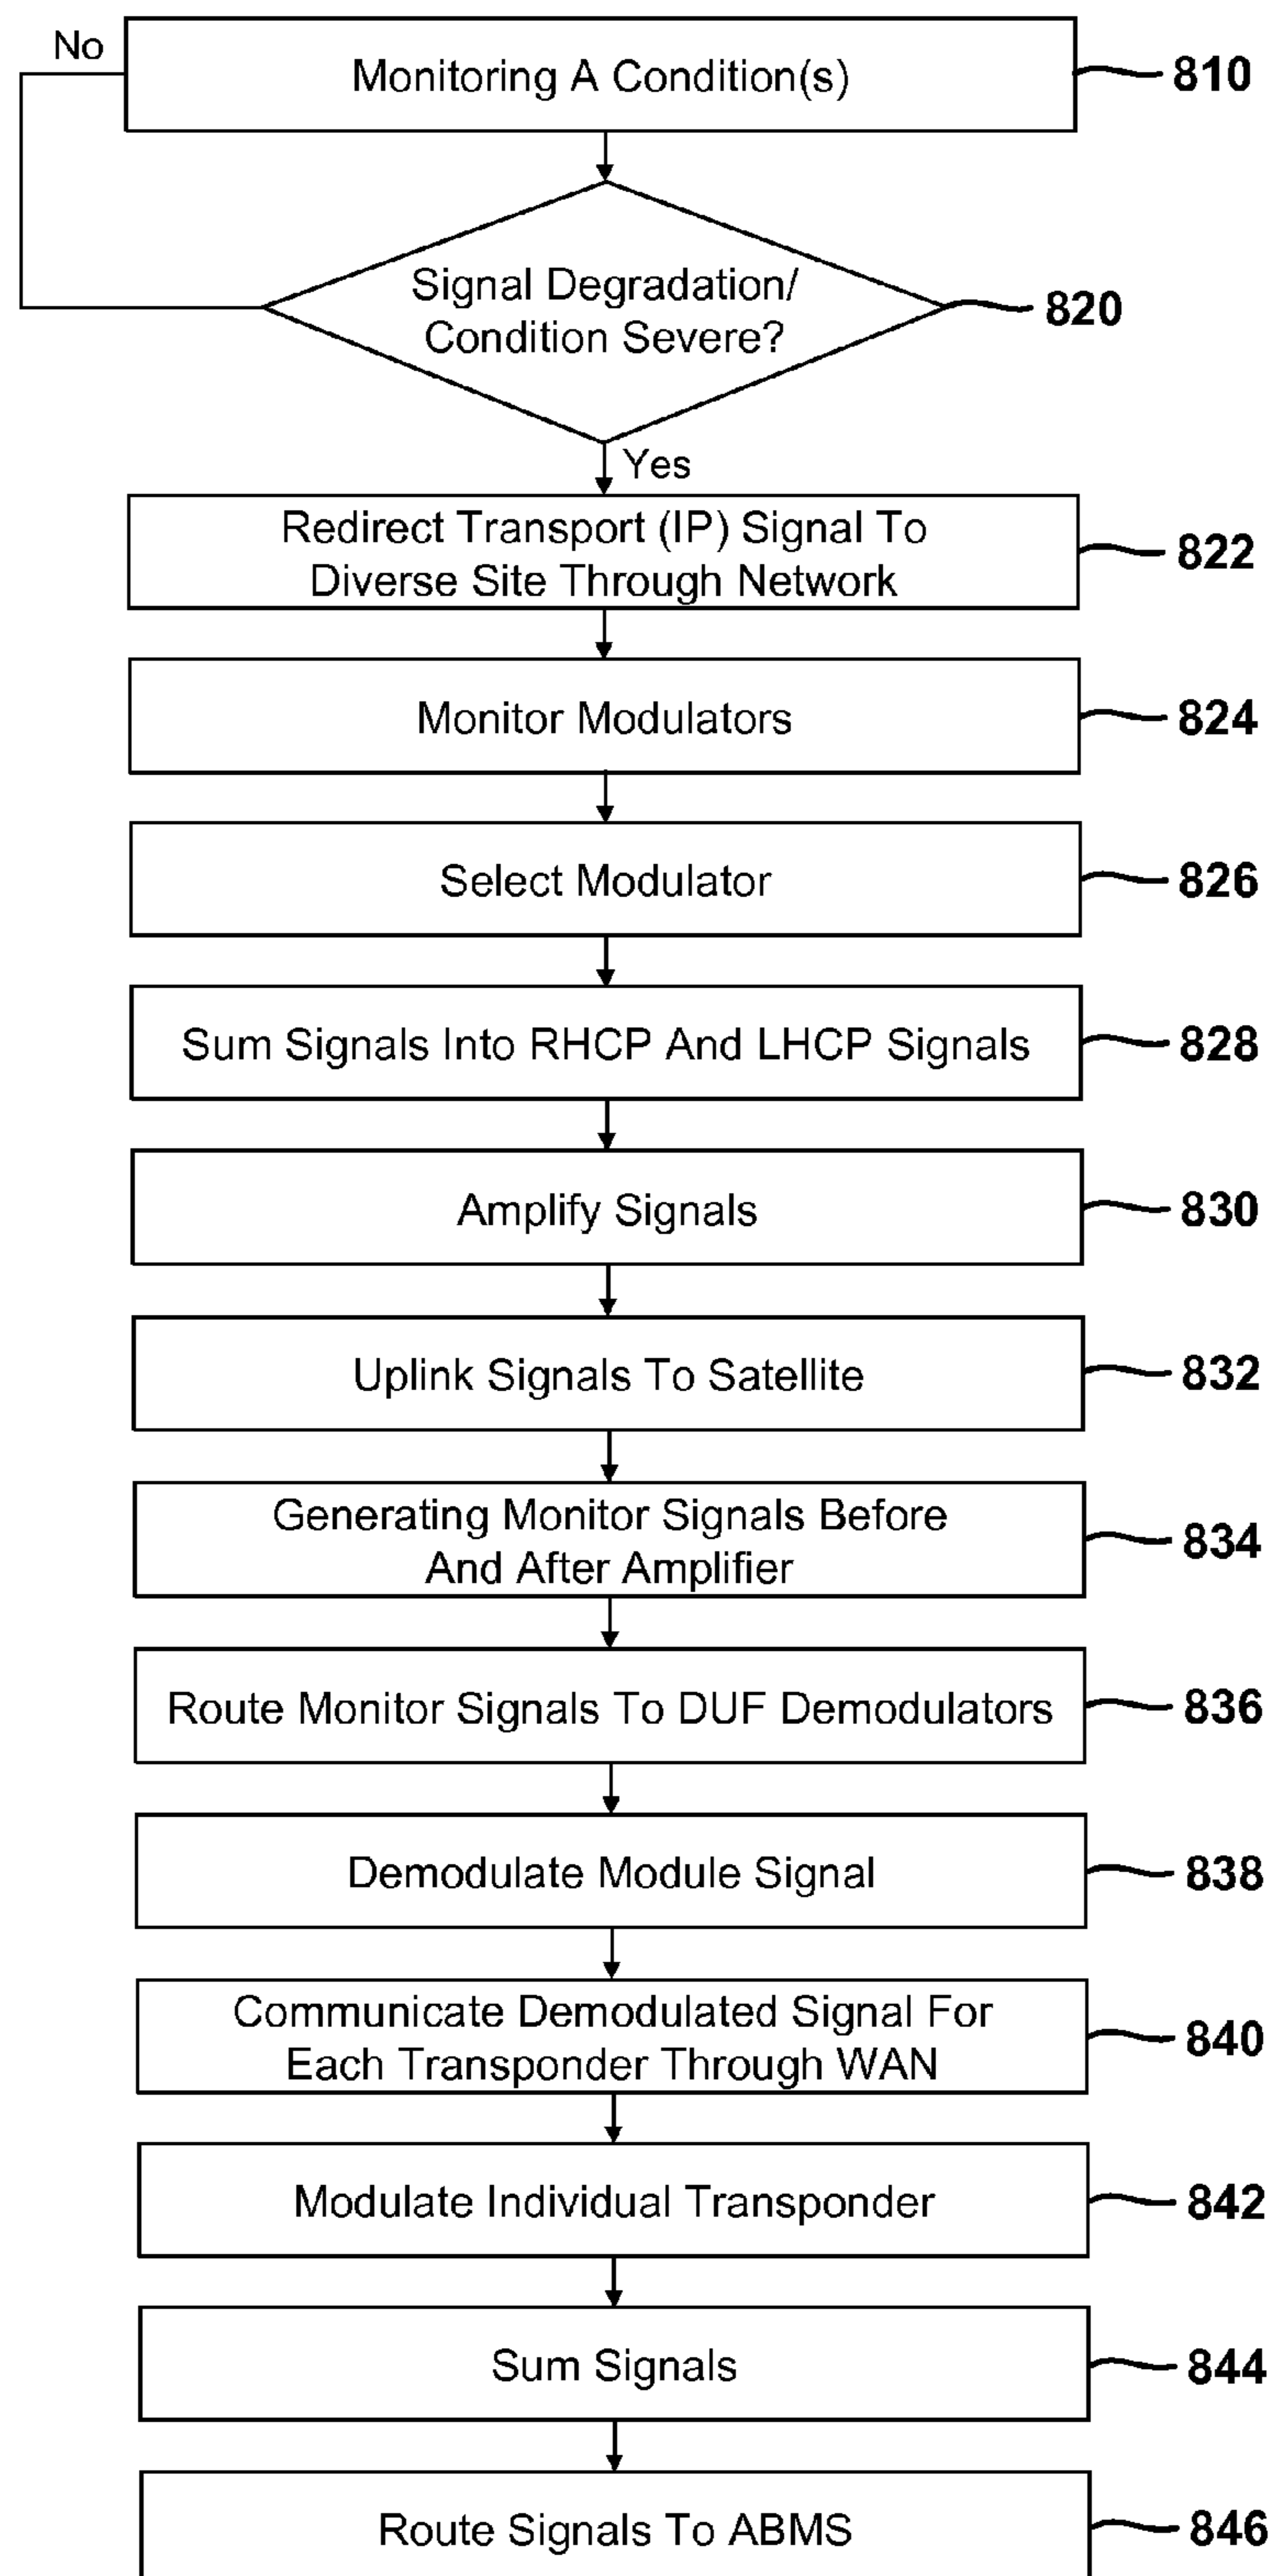 No
Monitoring A Condition(s)
810
Signal Degradation/
Condition Severe?
820
Yes
Redirect Transport (IP) Signal To
Diverse Site Through Network
822
Monitor Modulators
824
Select Modulator
826
Sum Signals Into RHCP And LHCP Signals
828
Amplify Signals
830
Uplink Signals To Satellite
832
Generating Monitor Signals Before
And After Amplifier
834
Route Monitor Signals To DUF Demodulators
836
Demodulate Module Signal
838
Communicate Demodulated Signal For
Each Transponder Through WAN
840
Modulate Individual Transponder
842
Sum Signals
844
Route Signals To ABMS
846